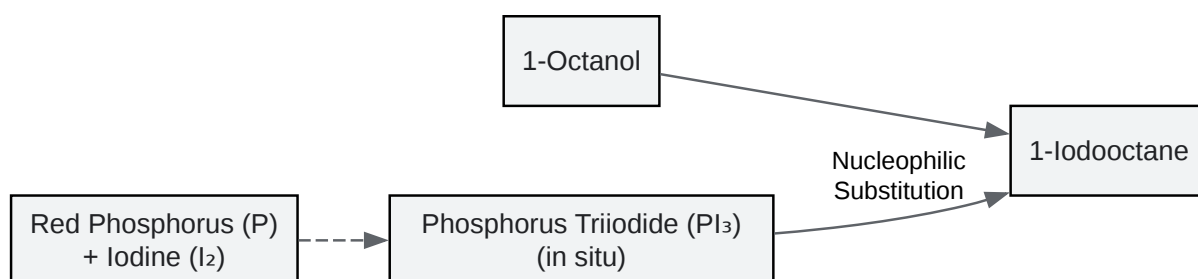 1-Octanol
1-Iodooctane
Nucleophilic
Substitution
Red Phosphorus (P)
+ Iodine (I₂)
Phosphorus Triiodide (PI₃)
(in situ)